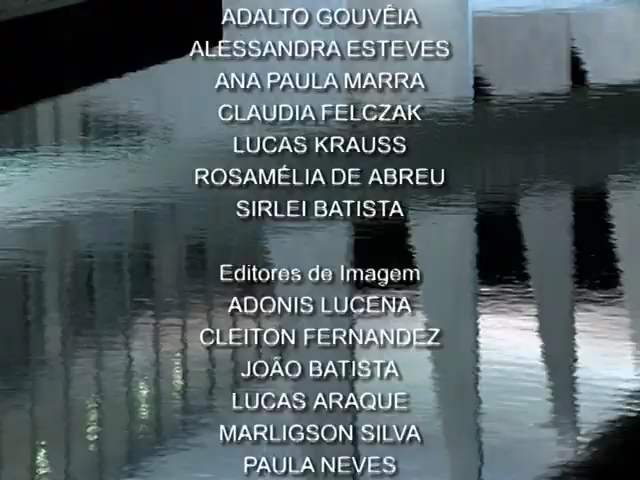 ADALTO GOUVÊIA
ALESSANDRA ESTEVES
ANA PAULA MARRA
CLAUDIA FELCZAK
LUCAS KRAUSS
ROSAMÉLIA DE ABREU
SIRLEI BATISTA
Editores de Imagem
ADONIS LUCENA
CLEITON FERNANDEZ
JOÃO BATISTA
LUCAS ARAQUE
MARLIGSON SILVA
PAULA NEVES